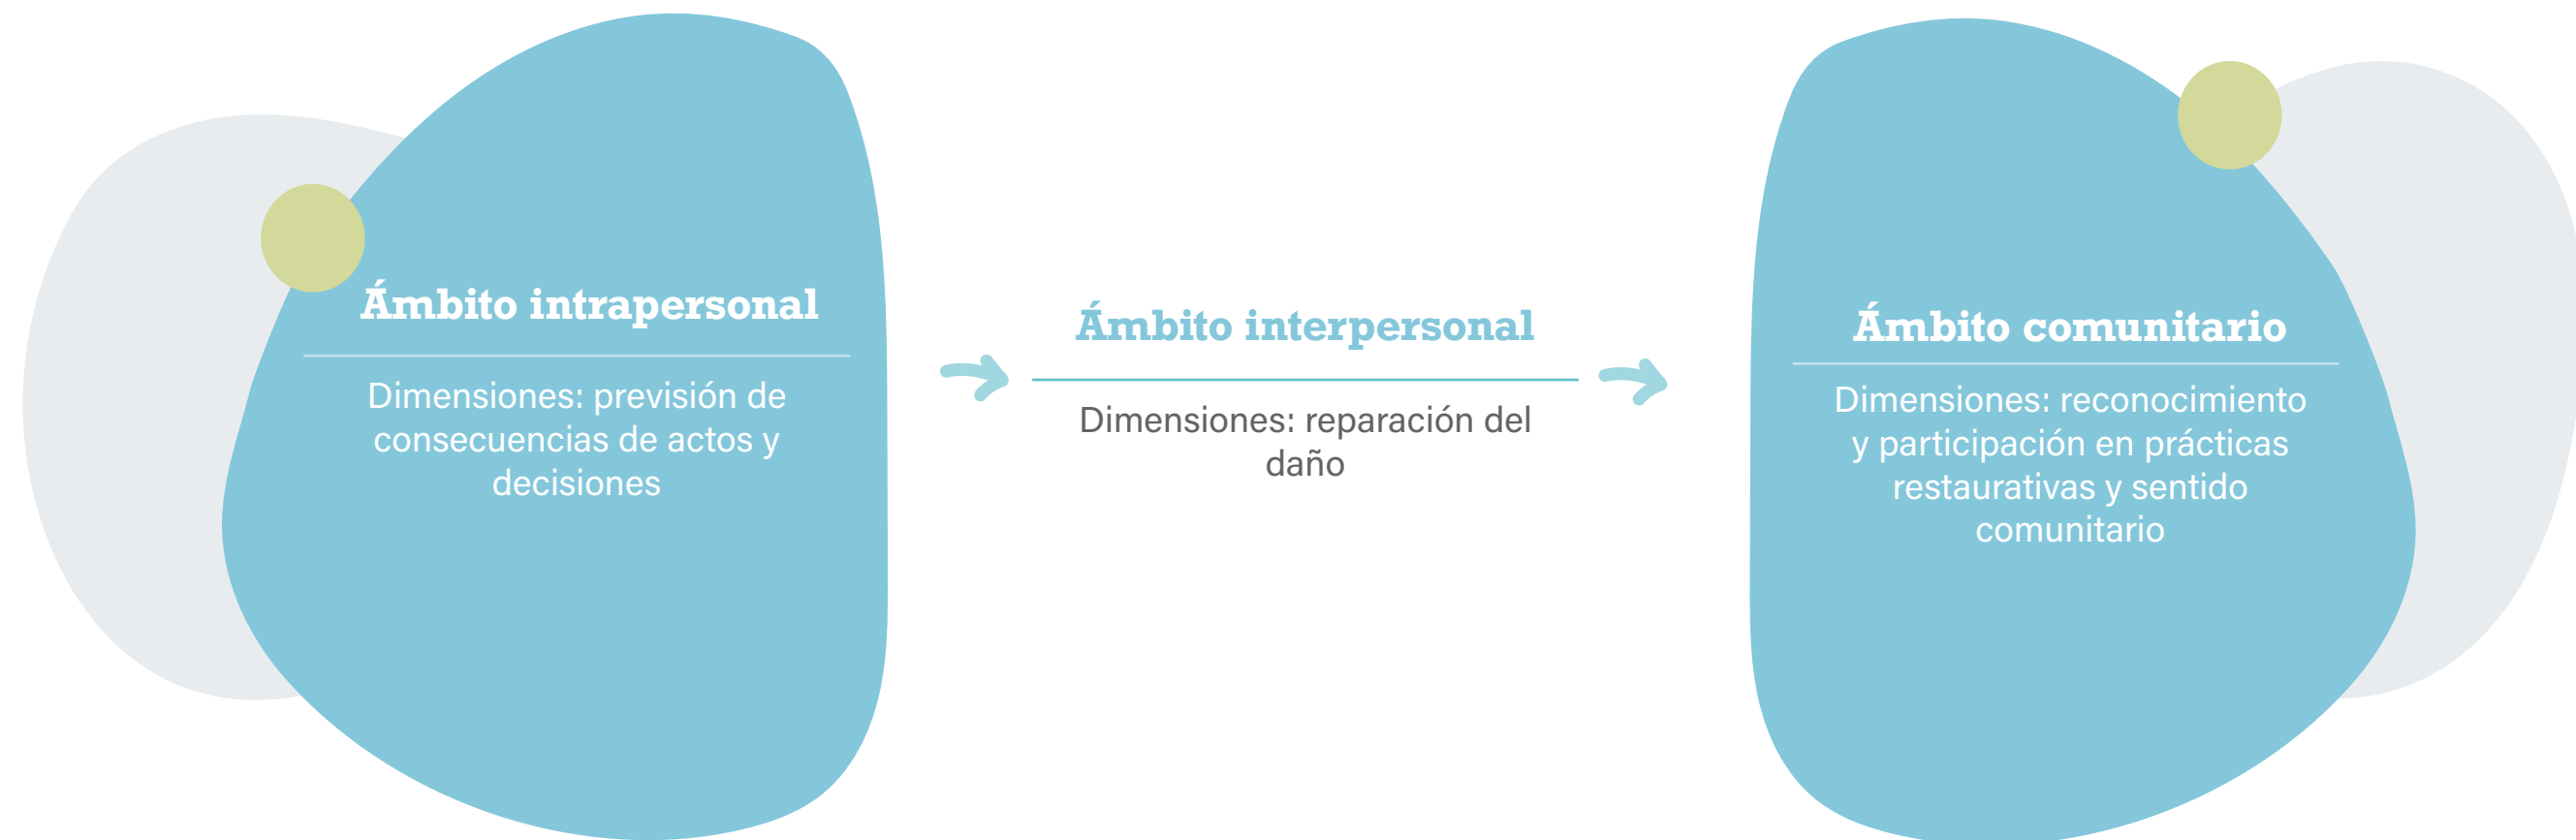 Ámbito intrapersonal
Dimensiones: previsión de
consecuencias de actos y
decisiones
Ámbito interpersonal
Dimensiones: reparación del
daño
Ámbito comunitario
Dimensiones: reconocimiento
y participación en prácticas
restaurativas y sentido
comunitario